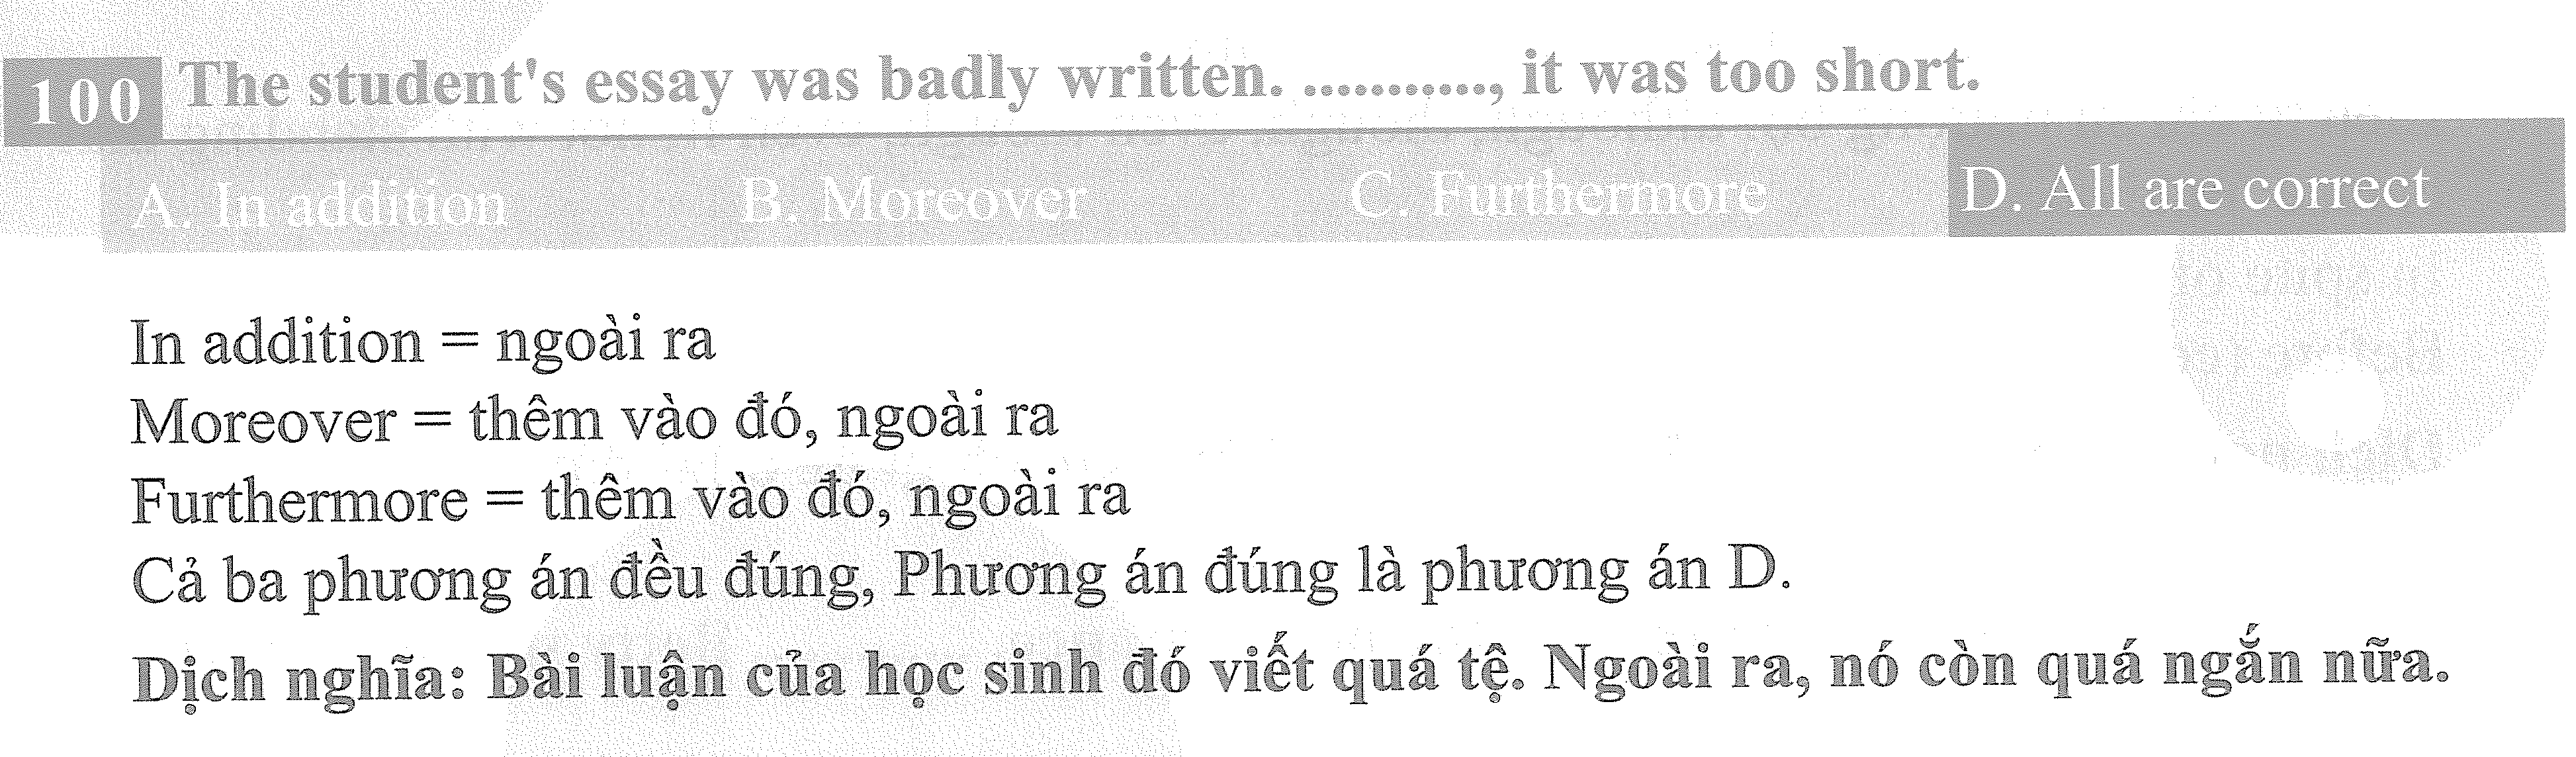 100 The student's essay was badly written. ..........., it was too short.
A. In addition B. Moreover C. Furthermore D. All are correct
In addition = ngoài ra
Moreover = thêm vào đó, ngoài ra
Furthermore = thêm vào đó, ngoài ra
Cả ba phương án đều đúng, Phương án đúng là phương án D.
Dịch nghĩa: Bài luận của học sinh đó viết quá tệ. Ngoài ra, nó còn quá ngắn nữa.